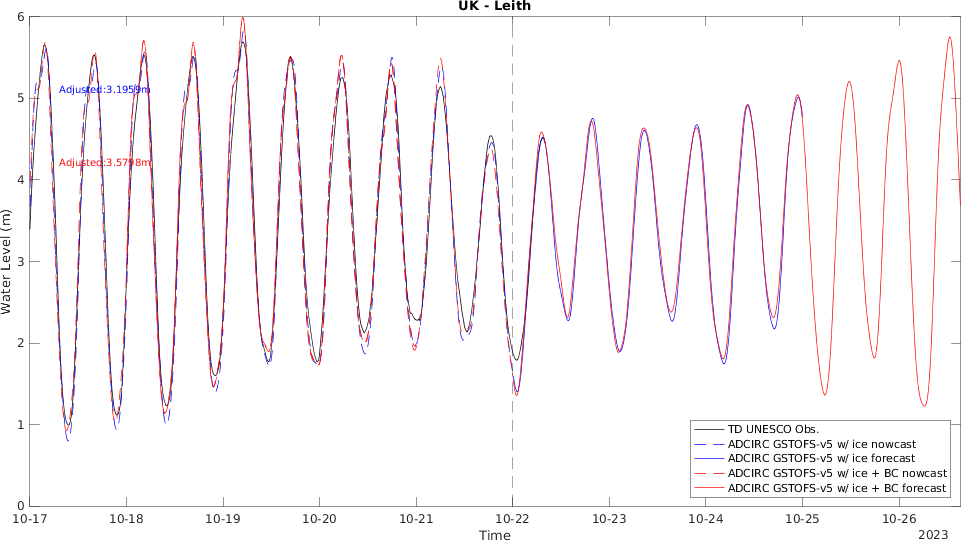 UK - Leith
6
5
4
3
2
1
0
Water Level (m)
Adjusted:3.1959m
Adjusted:3.5798m
TD UNESCO Obs.
ADCIRC GSTOFS-v5 w/ ice nowcast
ADCIRC GSTOFS-v5 w/ ice forecast
ADCIRC GSTOFS-v5 w/ ice + BC nowcast
ADCIRC GSTOFS-v5 w/ ice + BC forecast
10-17 10-18 10-19 10-20 10-21 10-22 10-23 10-24 10-25 10-26
Time
2023